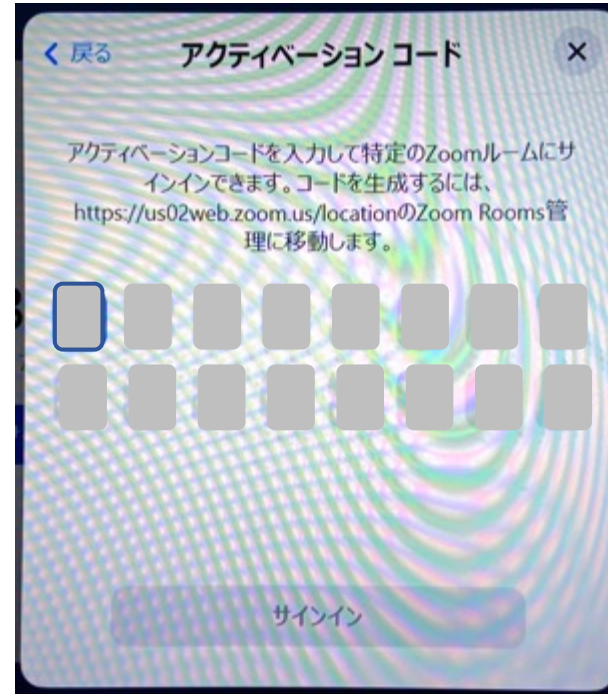 戻る アクティベーション コード ×
アクティベーションコードを入力して特定のZoomルームにサ
インインできます。コードを生成するには、
https://us02web.zoom.us/locationのZoom Rooms管
理に移動します。
サインイン